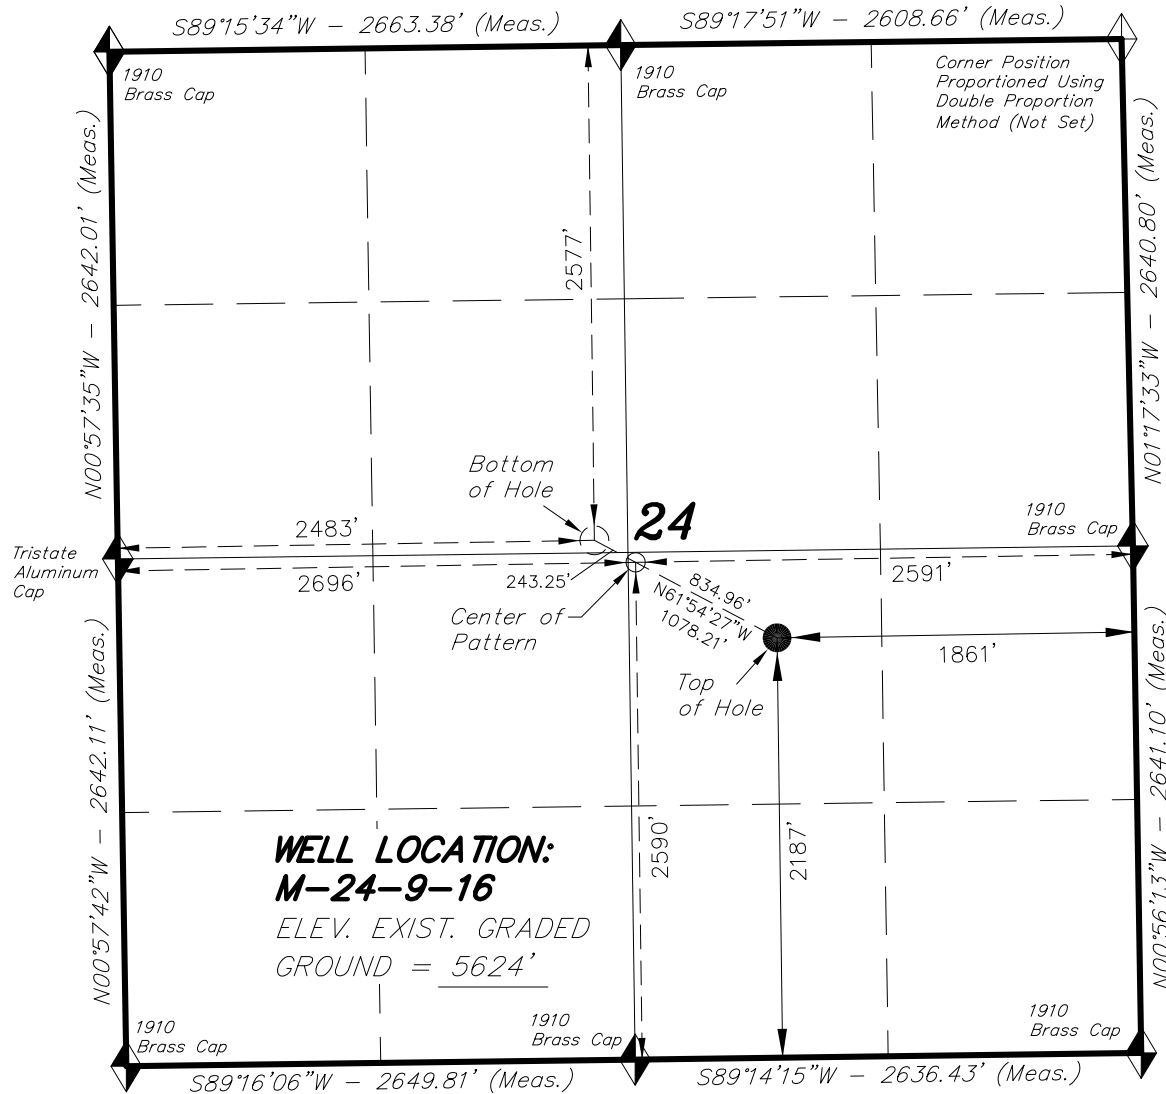 S89°15'34"W - 2663.38' (Meas.)
S89°17'51"W - 2608.66' (Meas.)
1910
Brass Cap
1910
Brass Cap
Corner Position
Proportioned Using
Double Proportion
Method (Not Set)
N00°57'35"W - 2642.01' (Meas.)
2577'
N01°17'33"W - 2640.80' (Meas.)
Bottom
of Hole
24
1910
Brass Cap
2483'
Tristate
Aluminum
Cap
2696'
243.25'
2591'
834.96'
N61°54'27"W
1078.21'
Center of
Pattern
1861'
Top
of Hole
N00°57'42"W - 2642.11' (Meas.)
2590'
2187'
N00°56'13"W - 2641.10' (Meas.)
WELL LOCATION:
M-24-9-16
ELEV. EXIST. GRADED
GROUND = 5624'
1910
Brass Cap
1910
Brass Cap
1910
Brass Cap
S89°16'06"W - 2649.81' (Meas.)
S89°14'15"W - 2636.43' (Meas.)